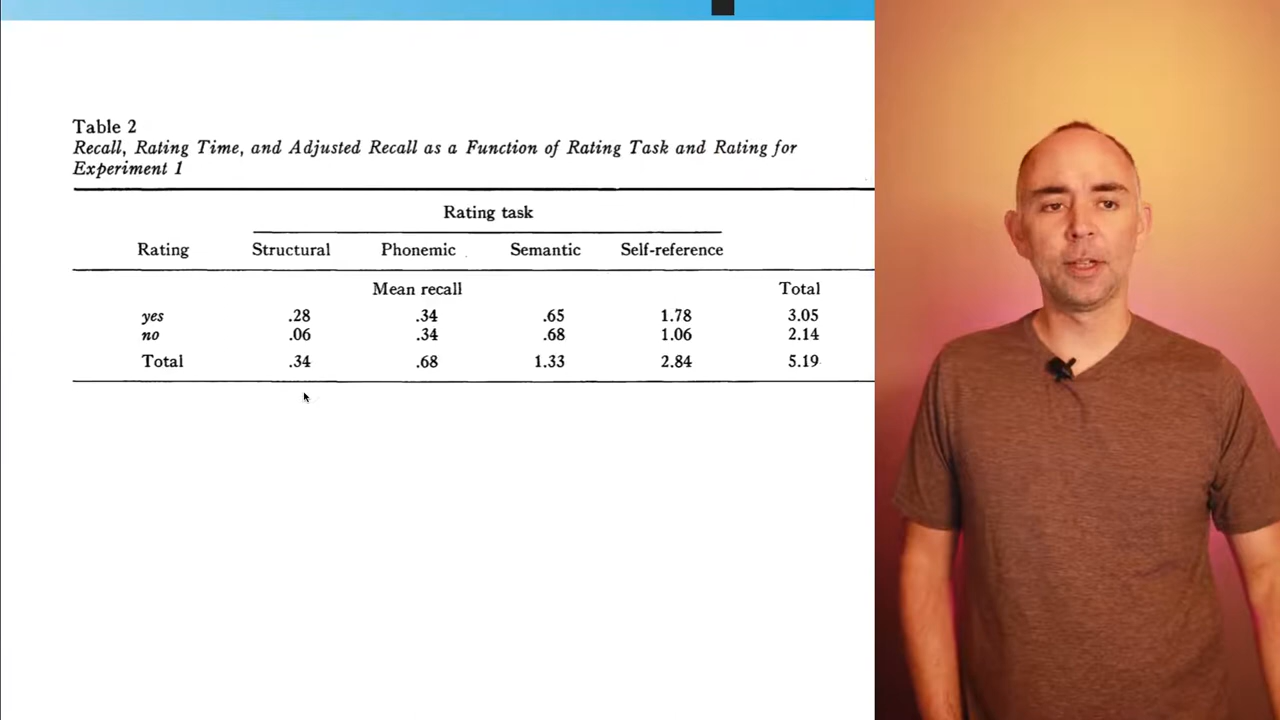 Table 2
Recall, Rating Time, and Adjusted Recall as a Function of Rating Task and Rating for
Experiment 1
Rating task
Rating Structural Phonemic Semantic Self-reference
Mean recall Total
yes .28 .34 .65 1.78 3.05
no .06 .34 .68 1.06 2.14
Total .34 .68 1.33 2.84 5.19